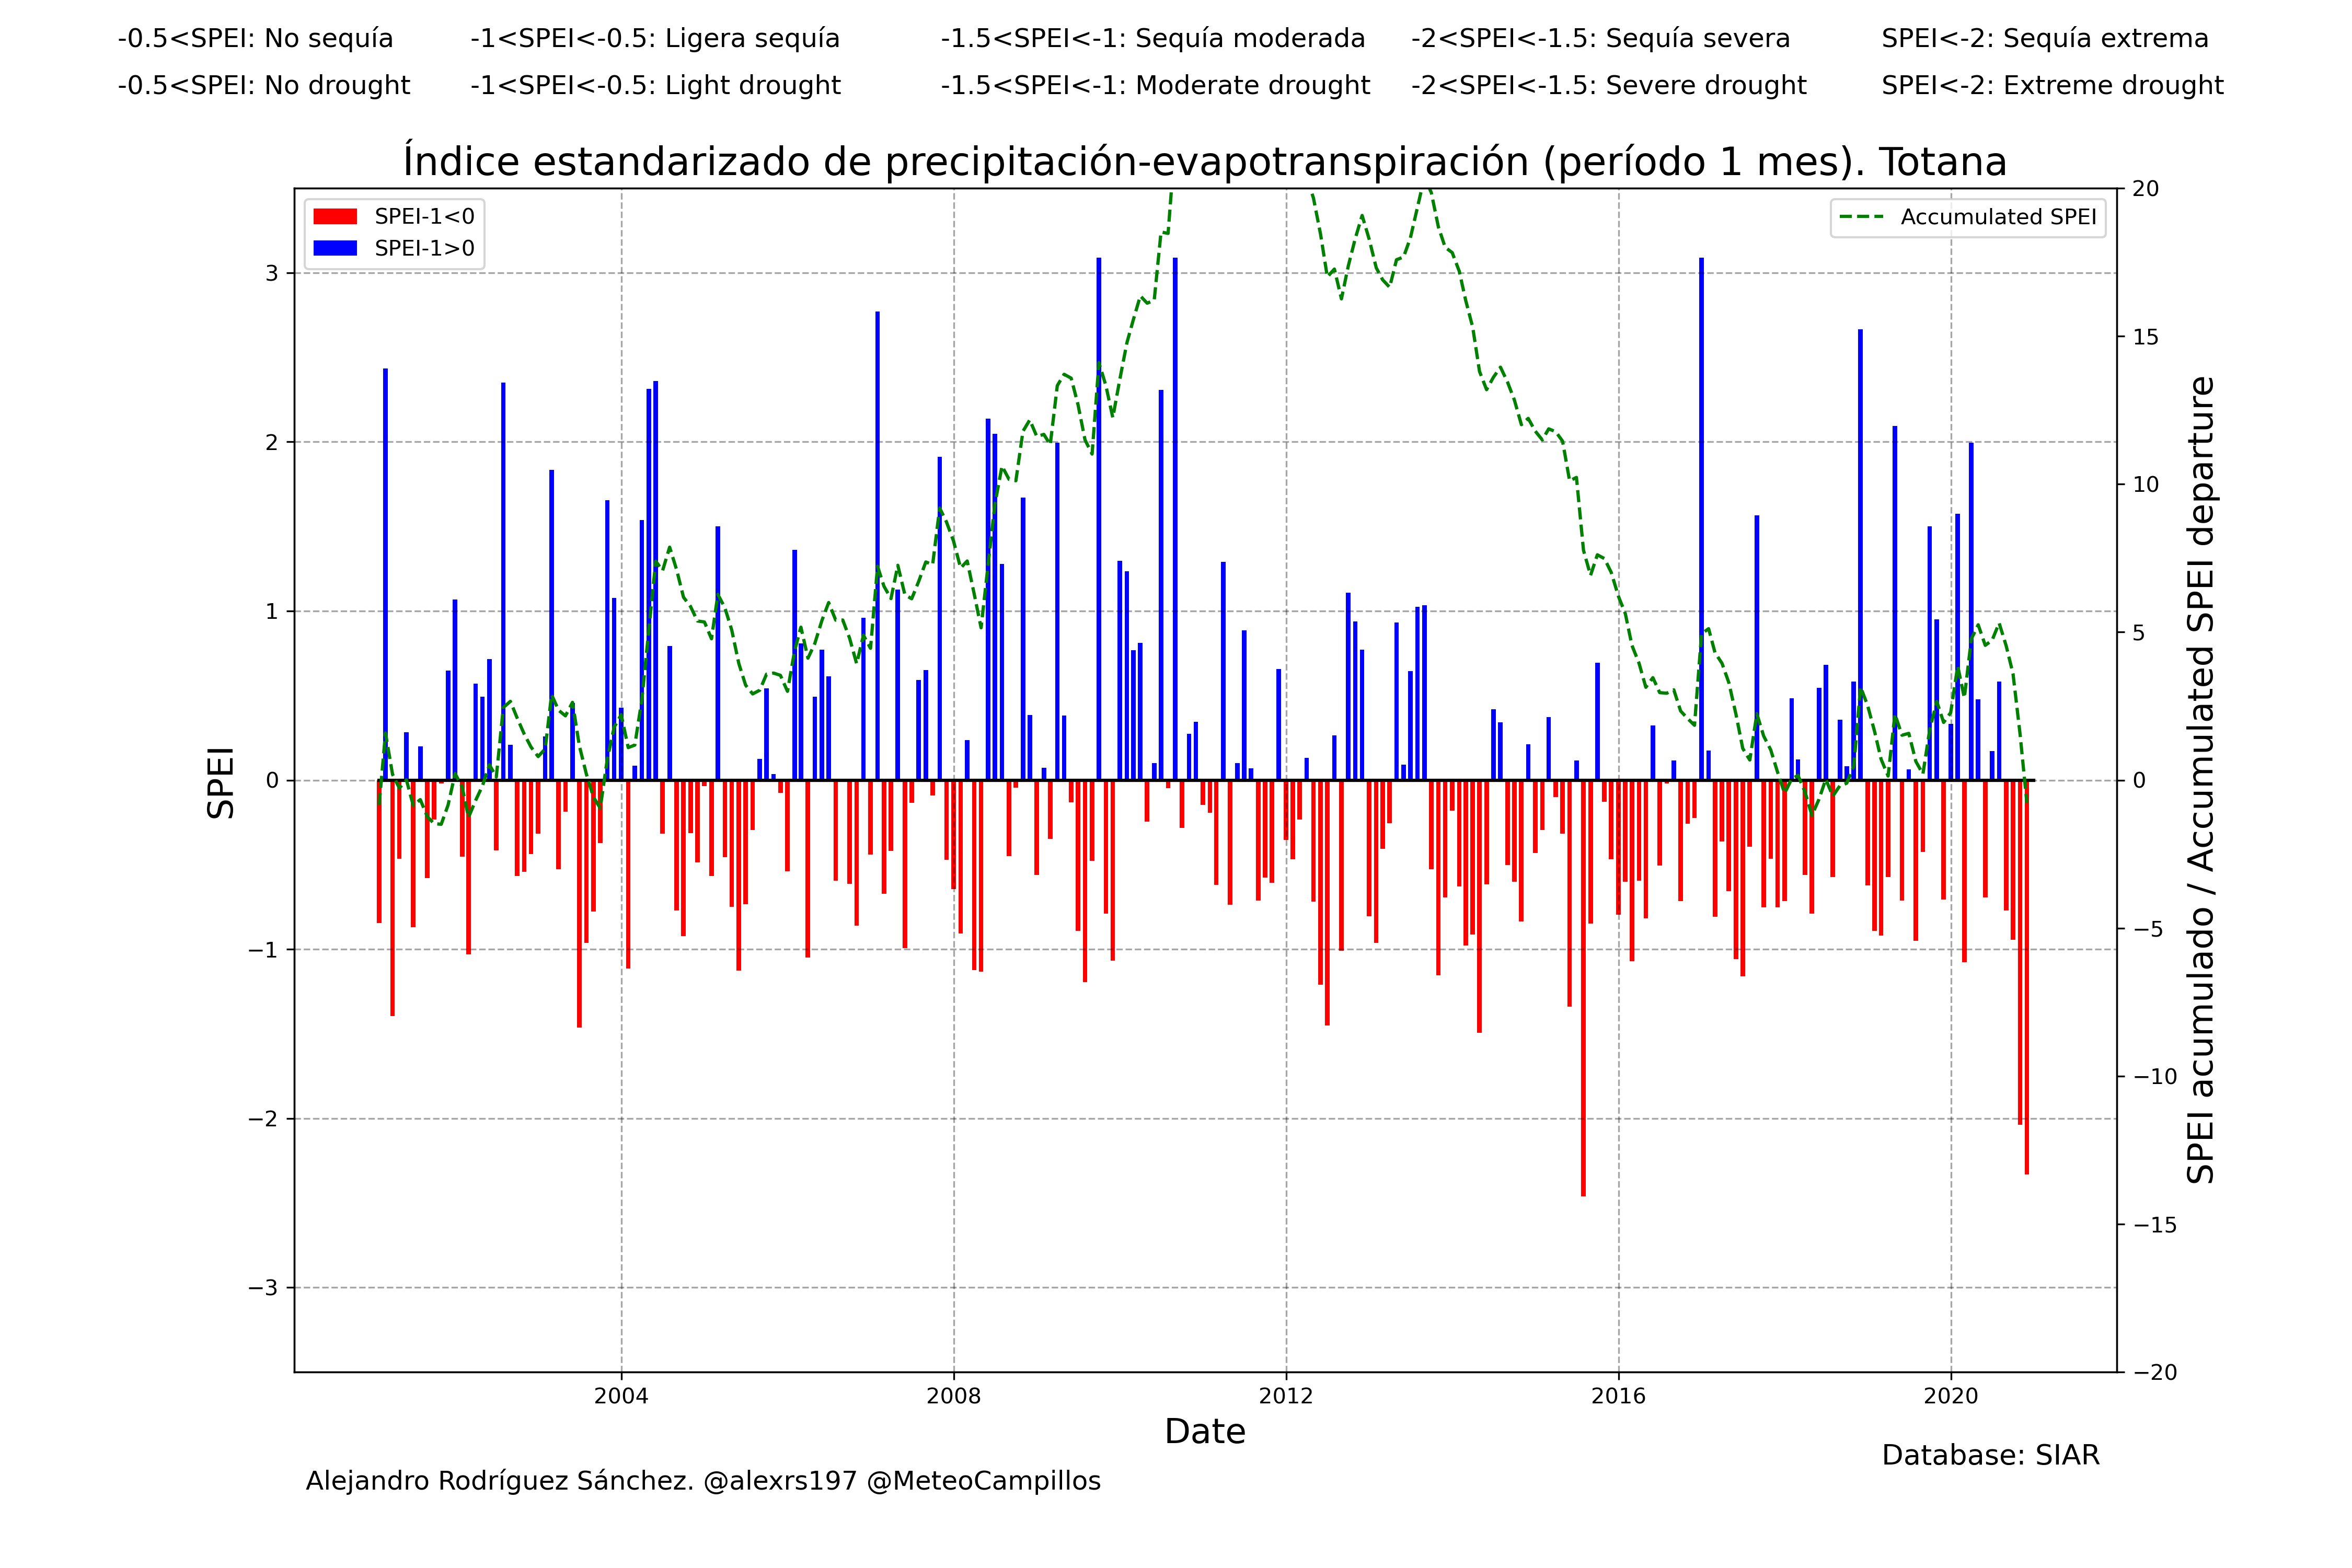 -0.5<SPEI: No sequía -1<SPEI<-0.5: Ligera sequía -1.5<SPEI<-1: Sequía moderada -2<SPEI<-1.5: Sequía severa SPEI<-2: Sequía extrema
-0.5<SPEI: No drought -1<SPEI<-0.5: Light drought -1.5<SPEI<-1: Moderate drought -2<SPEI<-1.5: Severe drought SPEI<-2: Extreme drought
Índice estandarizado de precipitación-evapotranspiración (período 1 mes). Totana
SPEI-1<0
SPEI-1>0
Accumulated SPEI
SPEI
3
2
1
0
−1
−2
−3
20
15
10
5
0
−5
−10
−15
−20
SPEI acumulado / Accumulated SPEI departure
2004 2008 2012 2016 2020
Date
Database: SIAR
Alejandro Rodríguez Sánchez. @alexrs197 @MeteoCampillos